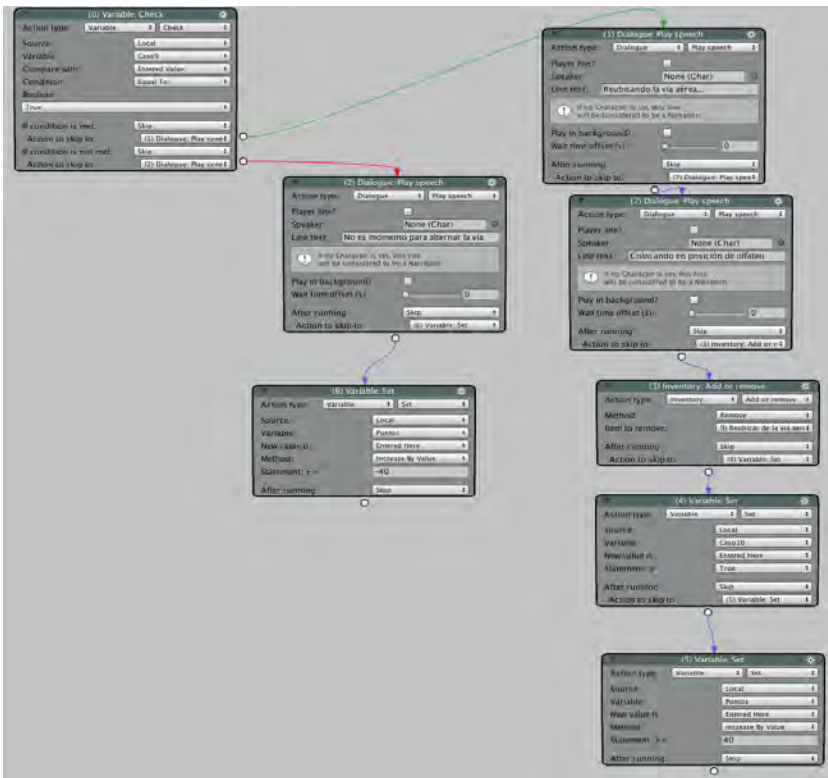 (0) Variable: Check
Action type: Variable Check
Source: Local
Variable: Caso9
Compare with: Entered Value
Condition: Equal To
Boolean:
True
If condition is met: Skip
Action to skip to: (1) Dialogue: Play speech
If condition is not met: Skip
Action to skip to: (2) Dialogue: Play speech
(1) Dialogue: Play speech
Action type: Dialogue Play speech
Player line?
Speaker: None (Char)
Line text: Reubicando la vía aérea...
If no Character is set, this line
will be considered to be a Narration
Play in background?
Wait time offset (s): 0
After running: Skip
Action to skip to: (7) Dialogue: Play speech
(2) Dialogue: Play speech
Action type: Dialogue Play speech
Player line?
Speaker: None (Char)
Line text: No es momento para alternar la vía
If no Character is set, this line
will be considered to be a Narration
Play in background?
Wait time offset (s): 0
After running: Skip
Action to skip to: (6) Variable: Set
(7) Dialogue: Play speech
Action type: Dialogue Play speech
Player line?
Speaker: None (Char)
Line text: Colocando en posición de olfateo
If no Character is set, this line
will be considered to be a Narration
Play in background?
Wait time offset (s): 0
After running: Skip
Action to skip to: (3) Inventory: Add or r
(6) Variable: Set
Action type: Variable Set
Source: Local
Variable: Puntos
New value is: Entered Here
Method: Increase By Value
Statement: += -40
After running: Stop
(3) Inventory: Add or remove
Action type: Inventory Add or remove
Method: Remove
Item to remove: de la vía aere
After running: Skip
Action to skip to: (4) Variable: Set
(4) Variable: Set
Action type: Variable Set
Source: Local
Variable: Caso10
New value is: Entered Here
Statement: = True
After running: Skip
Action to skip to: (5) Variable: Set
(5) Variable: Set
Action type: Variable Set
Source: Local
Variable: Puntos
New value is: Entered Here
Method: Increase By Value
Statement: += 40
After running: Stop